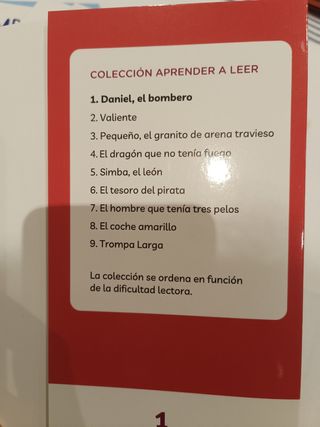 COLECCIÓN APRENDER A LEER
1. Daniel, el bombero
2. Valiente
3. Pequeño, el granito de arena travieso
4. El dragón que no tenía fuego
5. Simba, el león
6. El tesoro del pirata
7. El hombre que tenía tres pelos
8. El coche amarillo
9. Trompa Larga
La colección se ordena en función
de la dificultad lectora.
1